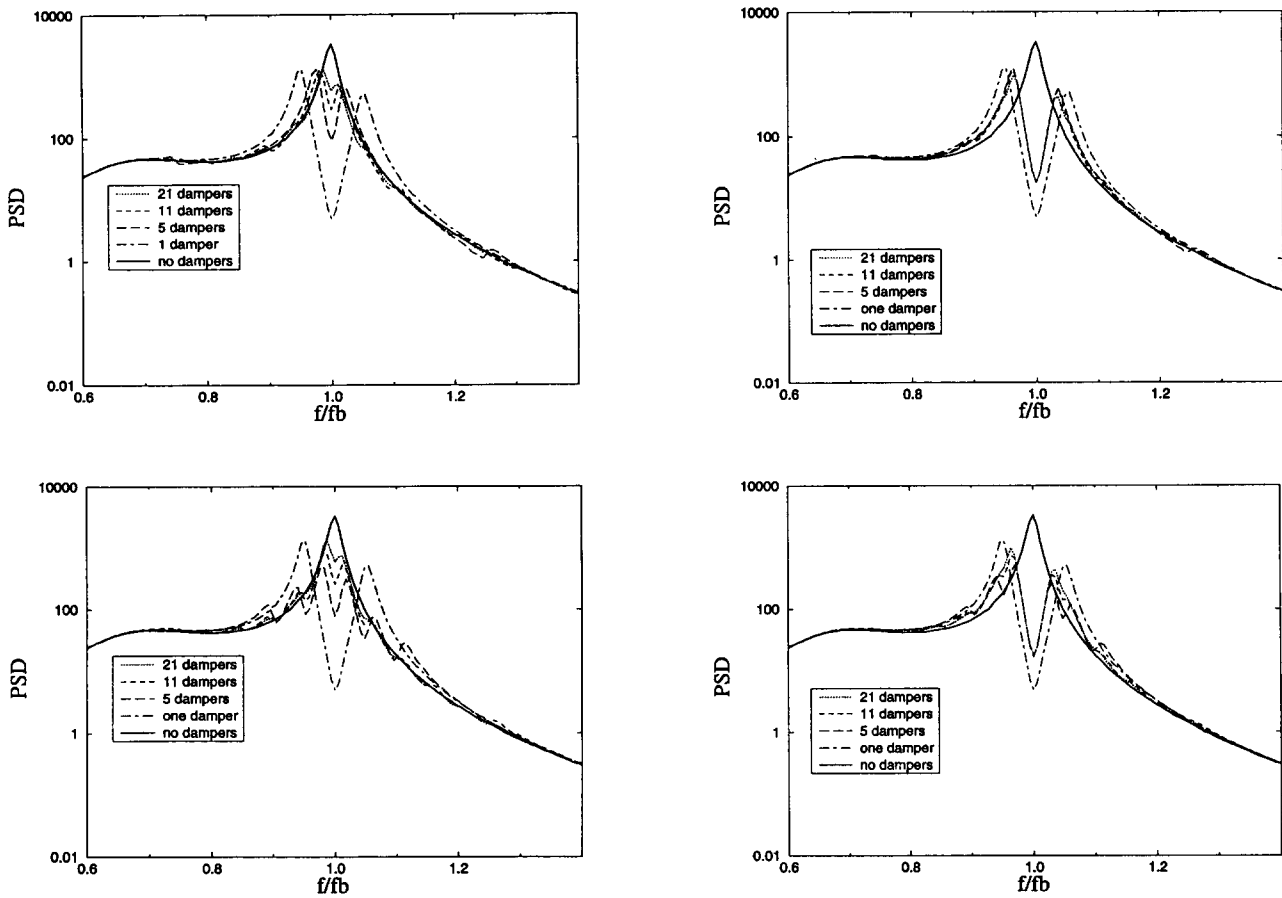 10000
100
1
0.01
PSD
21 dampers
11 dampers
5 dampers
1 damper
no dampers
0.6
0.8
1.0
1.2
f/fb
10000
100
1
0.01
PSD
21 dampers
11 dampers
5 dampers
one damper
no dampers
0.6
0.8
1.0
1.2
f/fb
10000
100
1
0.01
PSD
21 dampers
11 dampers
5 dampers
one damper
no dampers
0.6
0.8
1.0
1.2
f/fb
10000
100
1
0.01
PSD
21 dampers
11 dampers
5 dampers
one damper
no dampers
0.6
0.8
1.0
1.2
f/fb